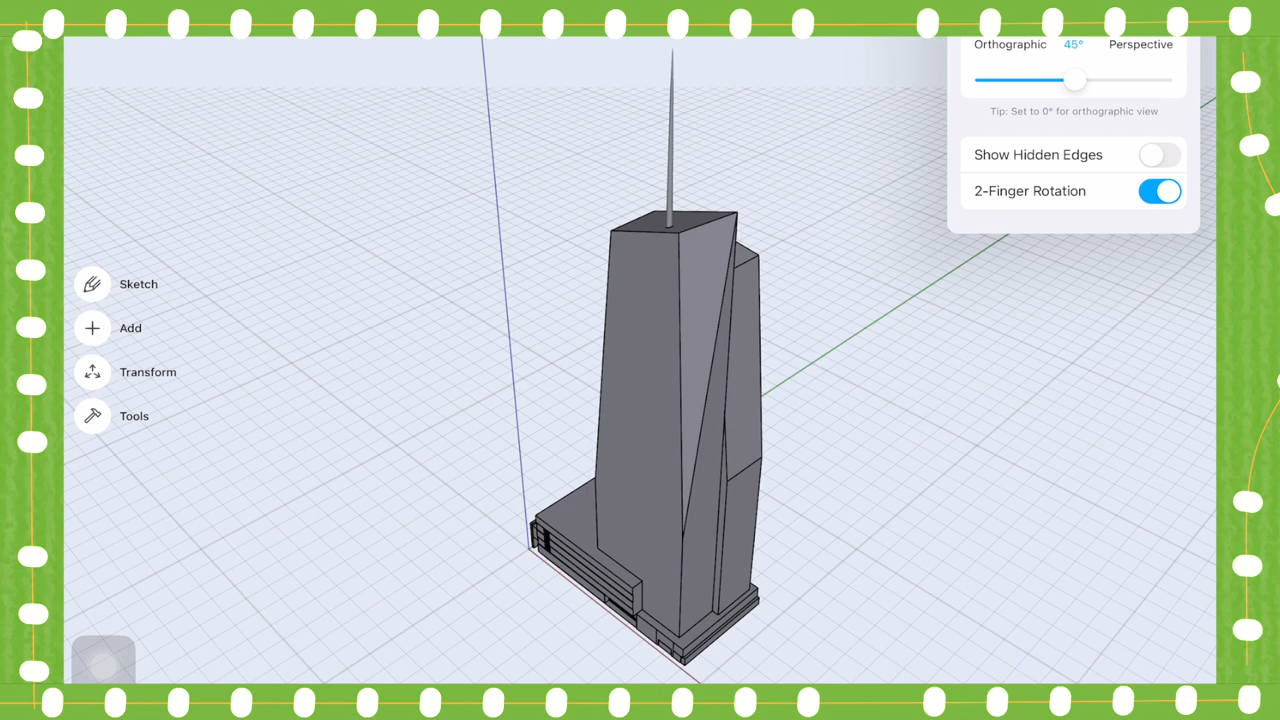 Orthographic 45° Perspective
Tip: Set to 0° for orthographic view
Show Hidden Edges
2-Finger Rotation
Sketch
Add
Transform
Tools